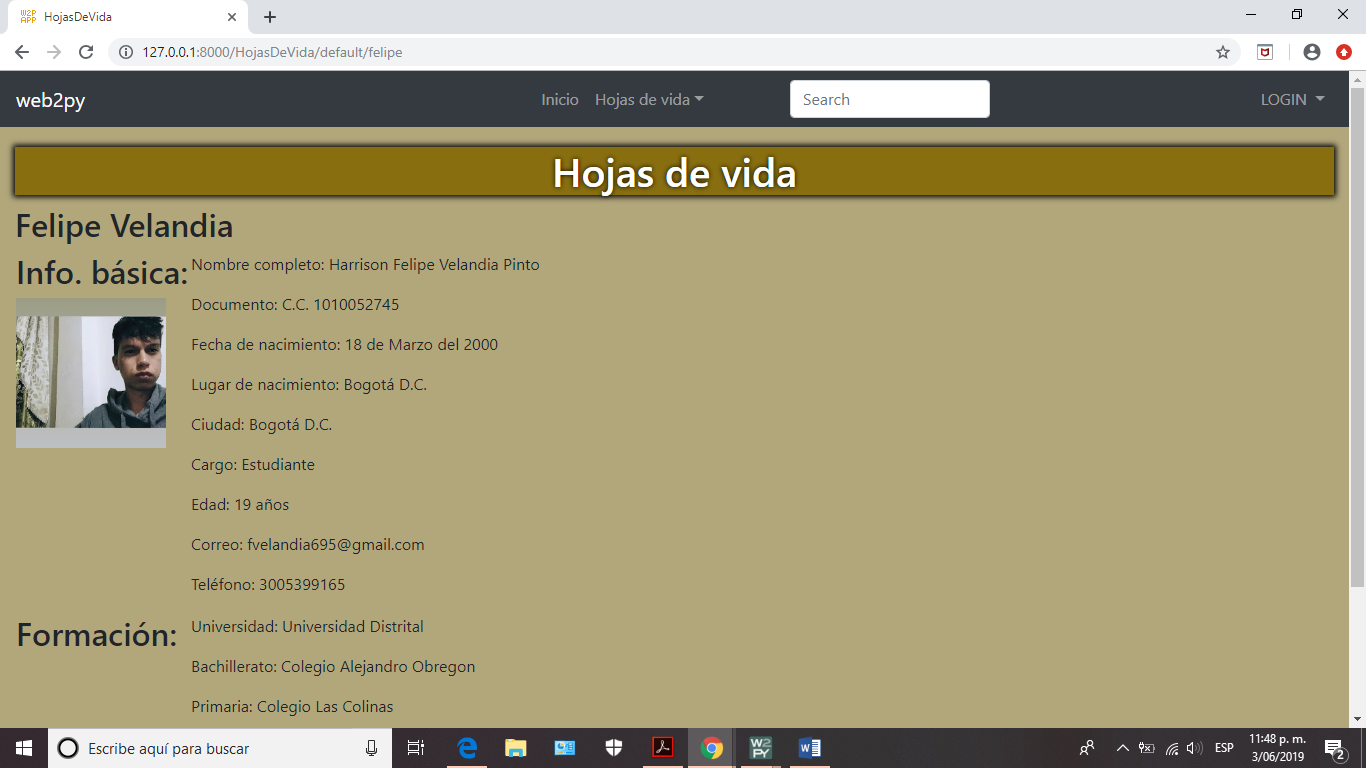 W2P
APP
HojasDeVida
127.0.0.1:8000/HojasDeVida/default/felipe
web2py
Inicio
Hojas de vida
Search
LOGIN
Hojas de vida
Felipe Velandia
Info. básica:
Nombre completo: Harrison Felipe Velandia Pinto
Documento: C.C. 1010052745
Fecha de nacimiento: 18 de Marzo del 2000
Lugar de nacimiento: Bogotá D.C.
Ciudad: Bogotá D.C.
Cargo: Estudiante
Edad: 19 años
Correo: fvelandia695@gmail.com
Teléfono: 3005399165
Formación:
Universidad: Universidad Distrital
Bachillerato: Colegio Alejandro Obregon
Primaria: Colegio Las Colinas
Escribe aquí para buscar
W2
PY
ESP
11:48 p. m.
3/06/2019
2